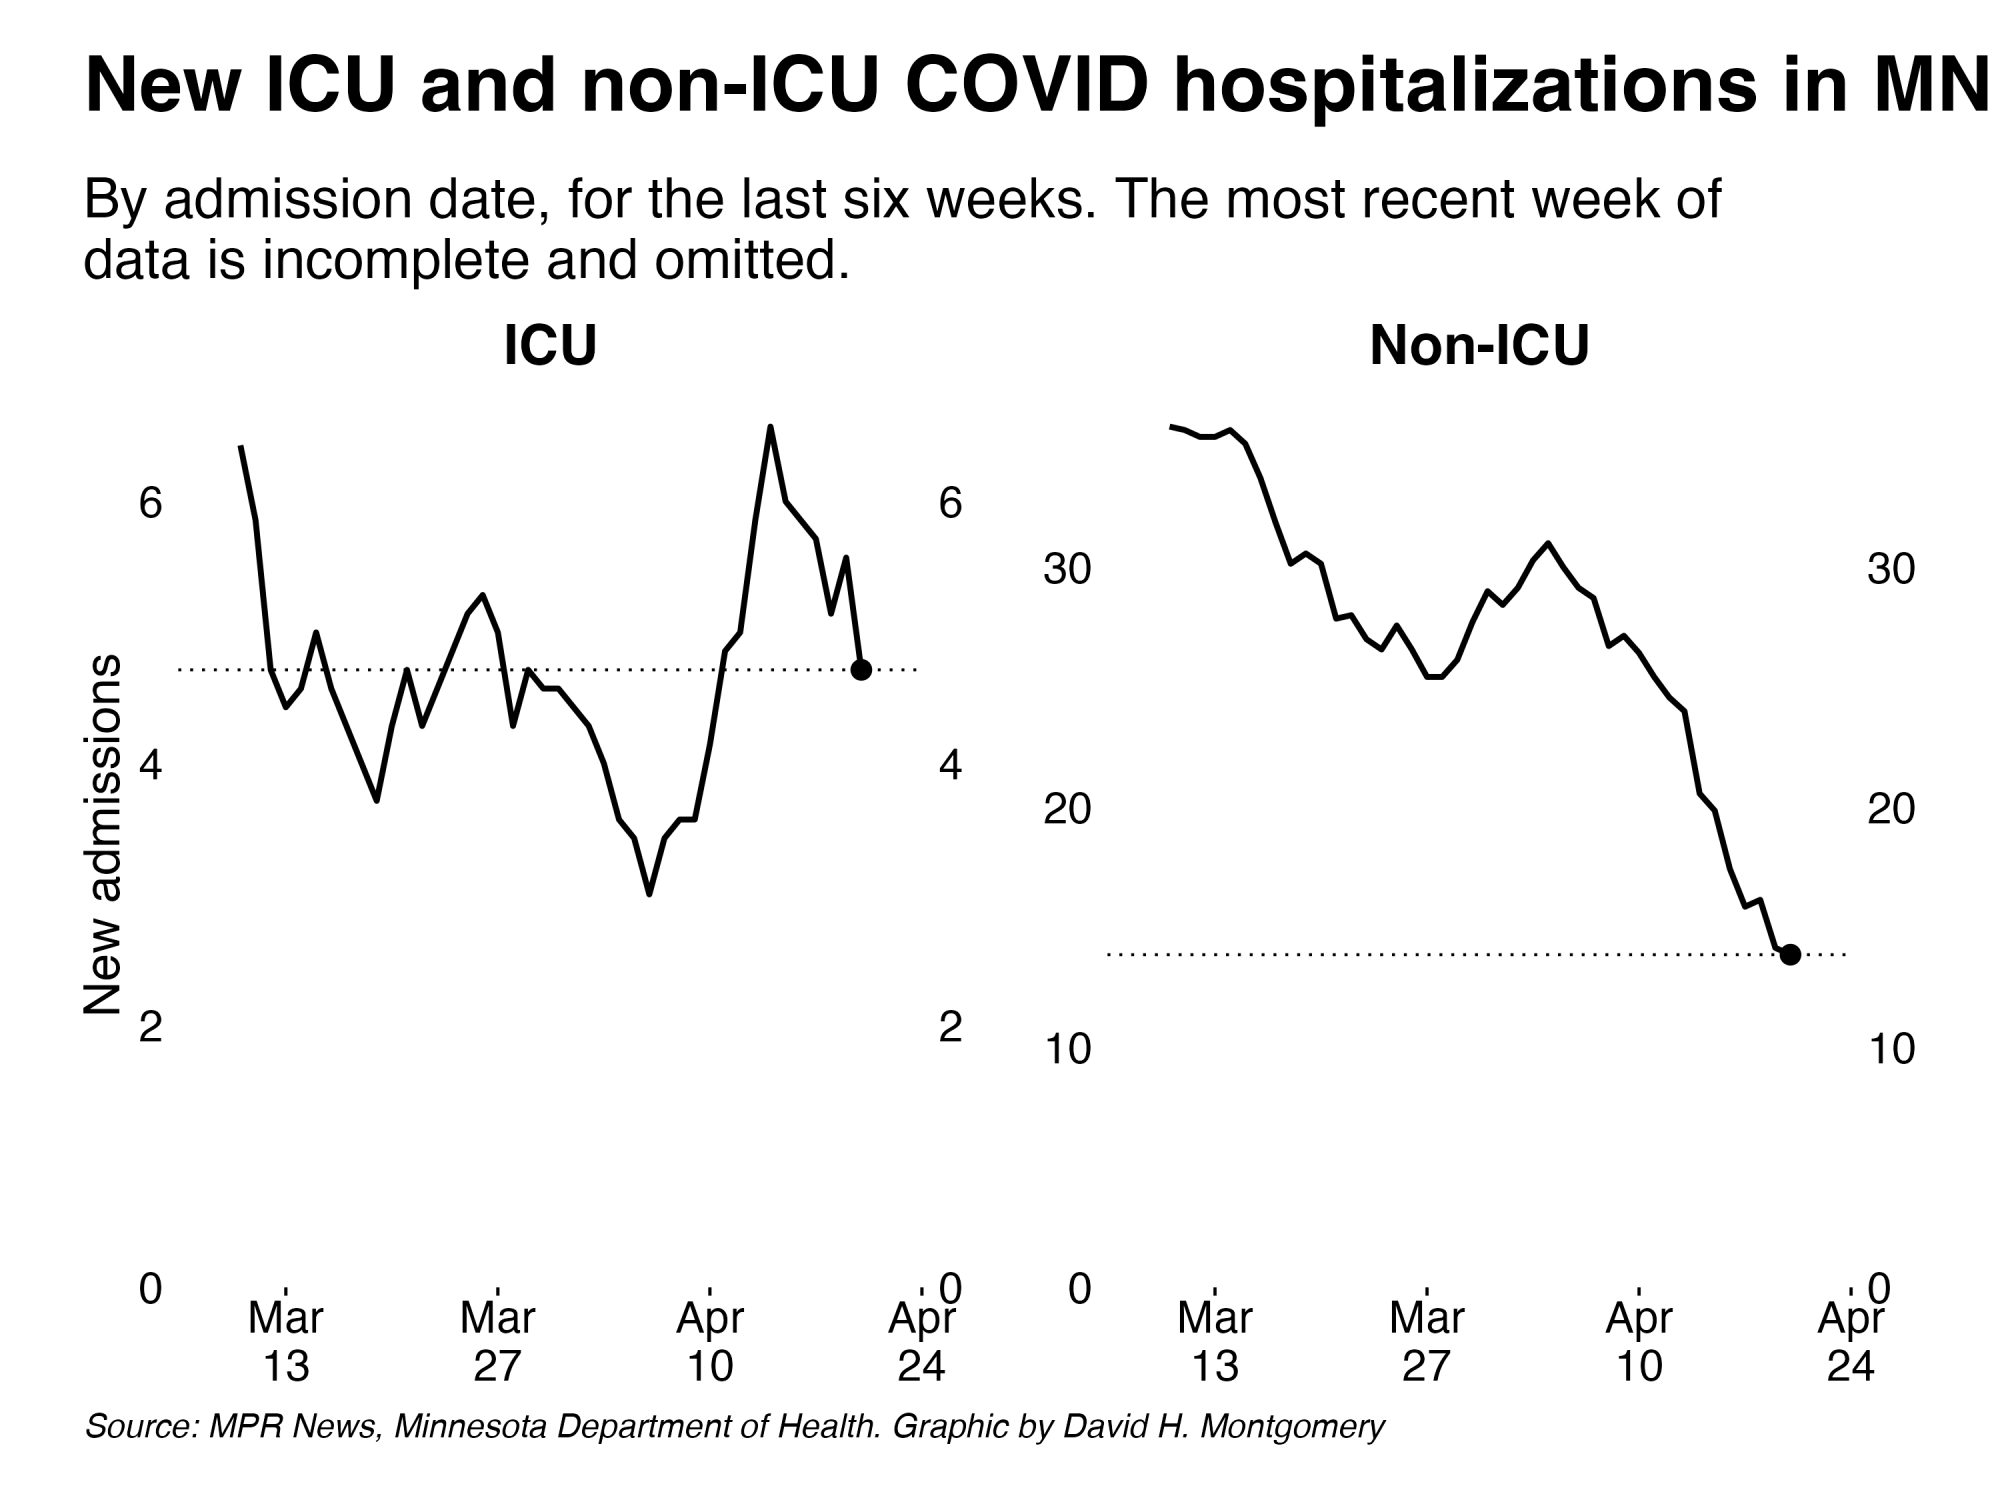 New ICU and non-ICU COVID hospitalizations in MN
By admission date, for the last six weeks. The most recent week of
data is incomplete and omitted.
ICU
Non-ICU
New admissions
6
4
2
0
6
4
2
0
30
20
10
0
30
20
10
0
Mar
13
Mar
27
Apr
10
Apr
24
Mar
13
Mar
27
Apr
10
Apr
24
Source: MPR News, Minnesota Department of Health. Graphic by David H. Montgomery